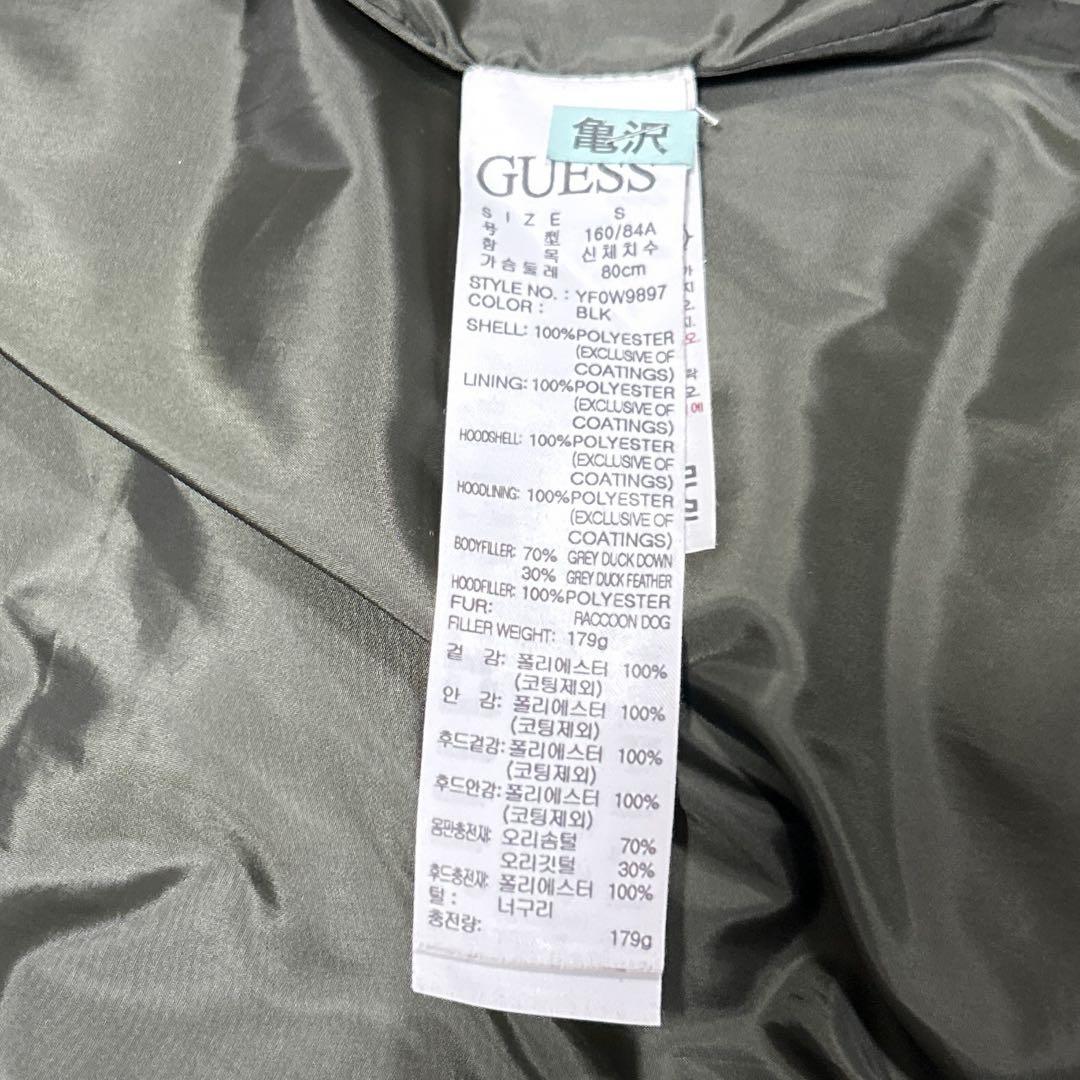 亀沢
GUESS
SIZE S
号型 160/84A
항목 신체치수
가슴둘레 80cm
STYLE NO. : YF0W9897
COLOR : BLK
SHELL: 100%POLYESTER
(EXCLUSIVE OF
COATINGS)
LINING: 100%POLYESTER
(EXCLUSIVE OF
COATINGS)
HOODSHELL: 100%POLYESTER
(EXCLUSIVE OF
COATINGS)
HOODLINING: 100%POLYESTER
(EXCLUSIVE OF
COATINGS)
BODYFILLER: 70% GREY DUCK DOWN
30% GREY DUCK FEATHER
HOODFILLER: 100%POLYESTER
FUR: RACCOON DOG
FILLER WEIGHT: 179g
겉 감: 폴리에스터 100%
(코팅제외)
안 감: 폴리에스터 100%
(코팅제외)
후드겉감: 폴리에스터 100%
(코팅제외)
후드안감: 폴리에스터 100%
(코팅제외)
몸판충전재: 오리솜털 70%
오리깃털 30%
후드충전재: 폴리에스터 100%
털 : 너구리
충전량: 179g